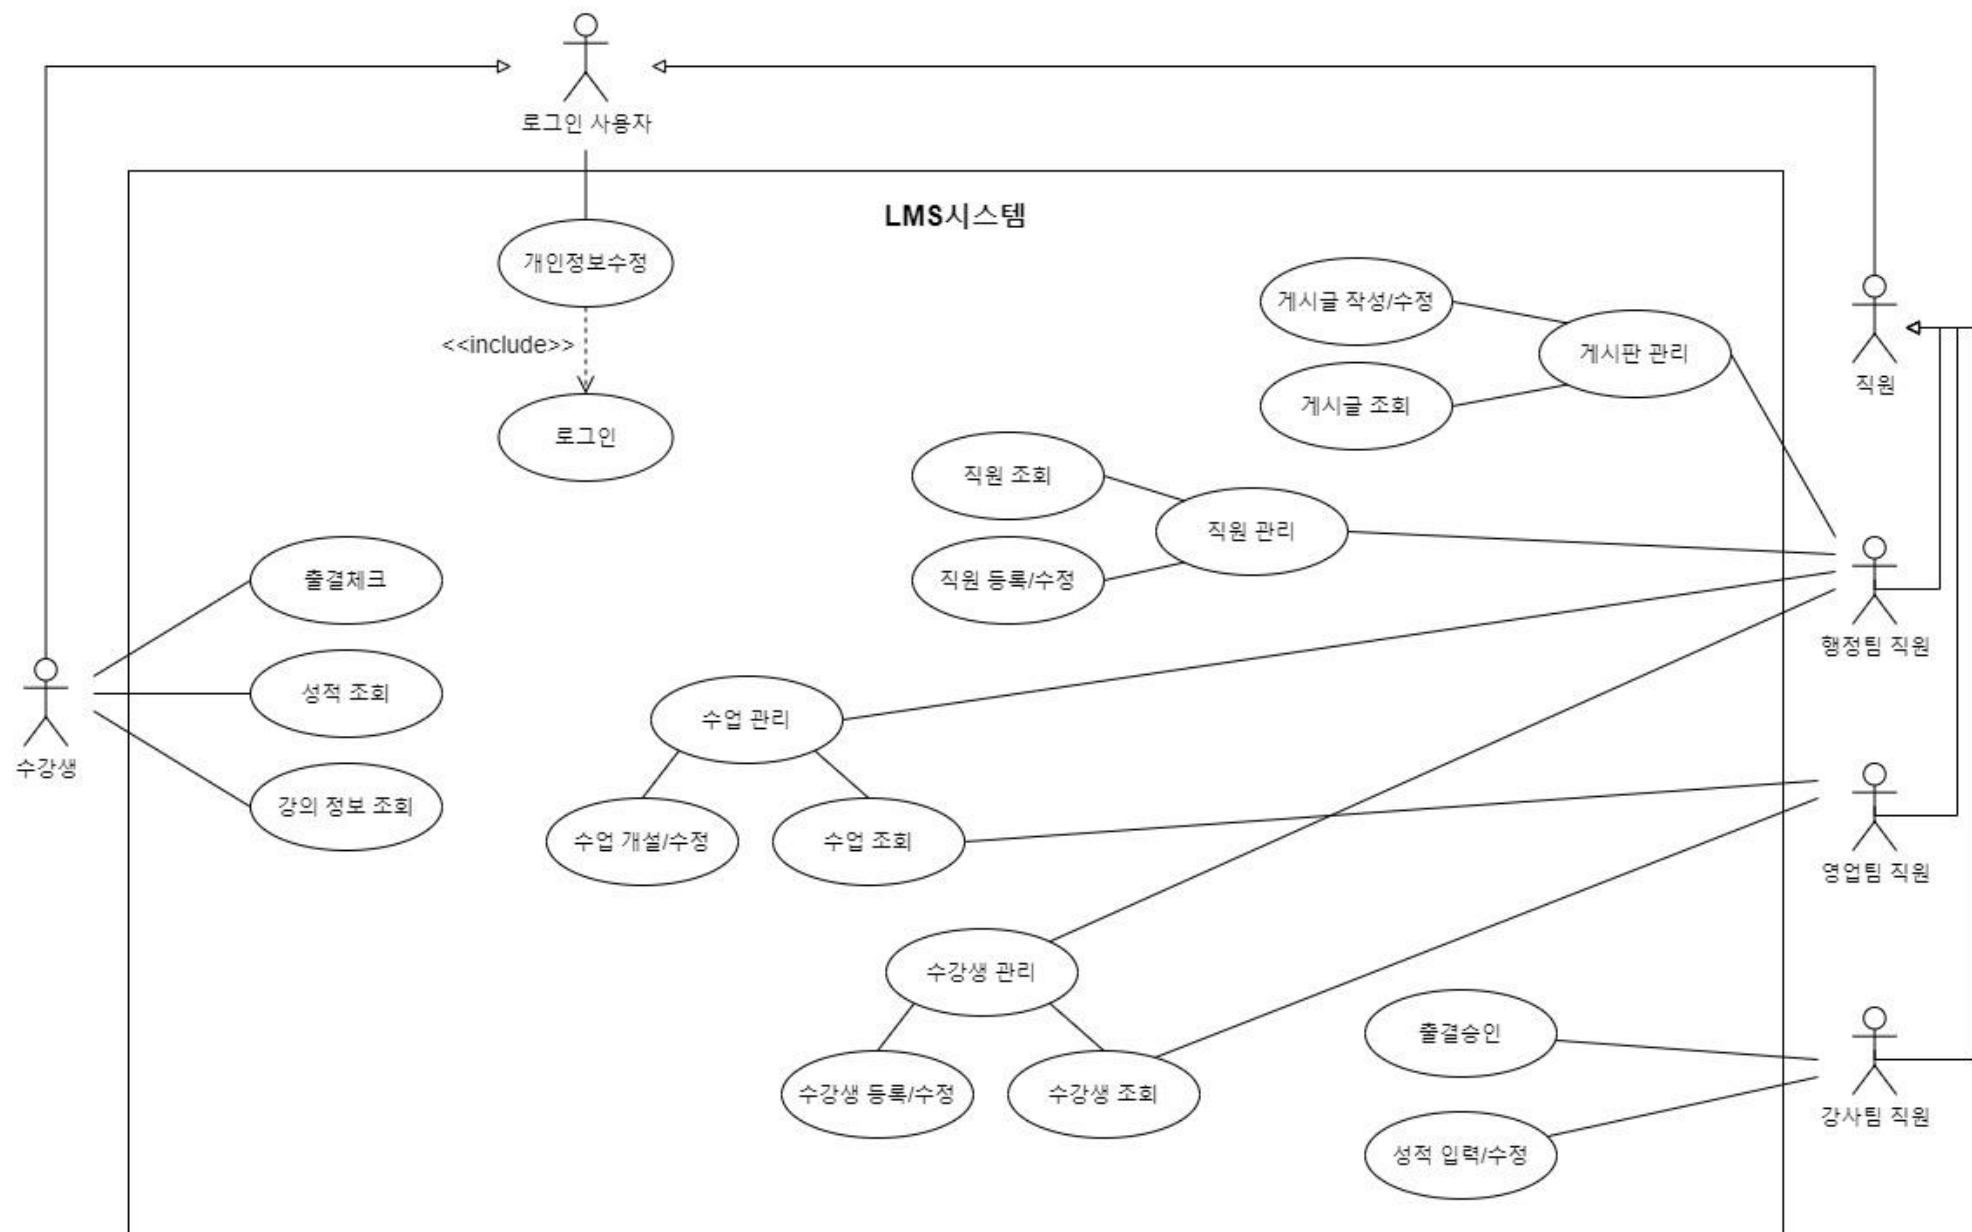 로그인 사용자
LMS시스템
개인정보수정
<<include>>
로그인
게시글 작성/수정
게시판 관리
게시글 조회
직원
직원 조회
직원 관리
직원 등록/수정
행정팀 직원
출결체크
성적 조회
강의 정보 조회
수강생
수업 관리
수업 개설/수정
수업 조회
영업팀 직원
수강생 관리
수강생 등록/수정
수강생 조회
출결승인
성적 입력/수정
강사팀 직원